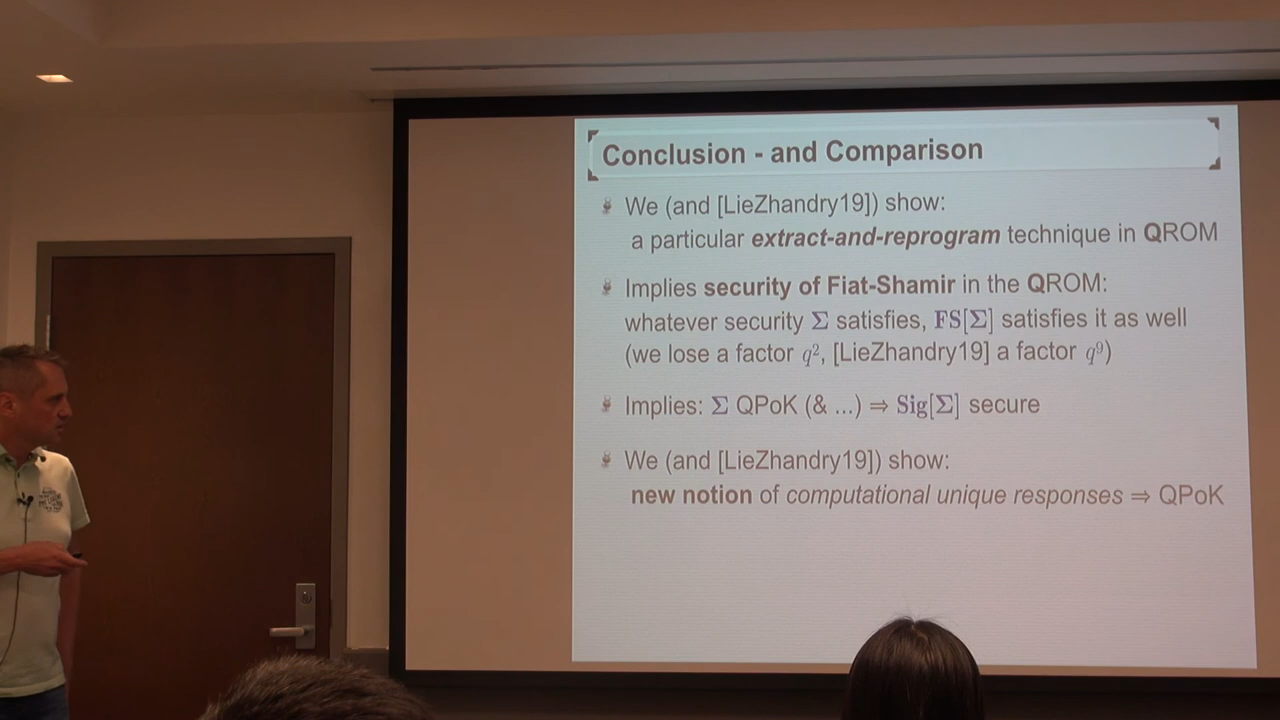 Conclusion - and Comparison
We (and [LieZhandry19]) show:
a particular extract-and-reprogram technique in QROM
Implies security of Fiat-Shamir in the QROM:
whatever security Σ satisfies, FS[Σ] satisfies it as well
(we lose a factor q², [LieZhandry19] a factor q⁹)
Implies: Σ QPoK (& ...) ⇒ Sig[Σ] secure
We (and [LieZhandry19]) show:
new notion of computational unique responses ⇒ QPoK